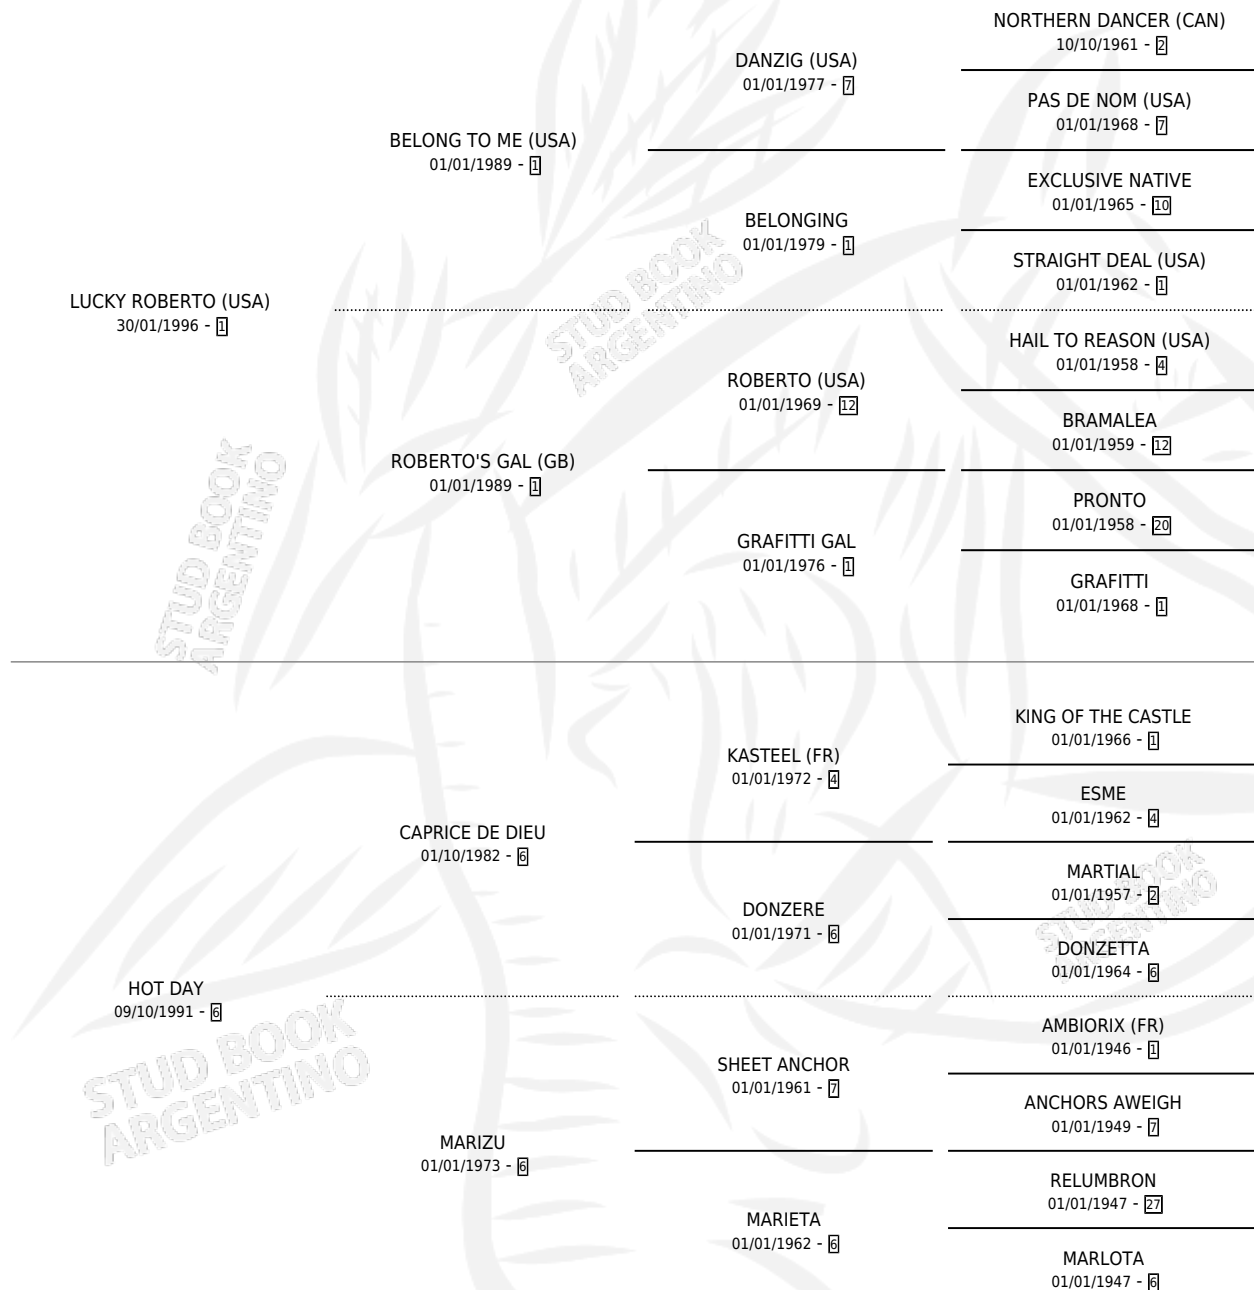 NORTHERN DANCER (CAN)
10/10/1961 - 2
DANZIG (USA)
01/01/1977 - 7
PAS DE NOM (USA)
01/01/1968 - 7
BELONG TO ME (USA)
01/01/1989 - 1
EXCLUSIVE NATIVE
01/01/1965 - 10
BELONGING
01/01/1979 - 1
STRAIGHT DEAL (USA)
01/01/1962 - 1
LUCKY ROBERTO (USA)
30/01/1996 - 1
STUD BOOK
ARGENTINO
HAIL TO REASON (USA)
01/01/1958 - 4
ROBERTO (USA)
01/01/1969 - 12
BRAMALEA
01/01/1959 - 12
ROBERTO'S GAL (GB)
01/01/1989 - 1
PRONTO
01/01/1958 - 20
GRAFITTI GAL
01/01/1976 - 1
GRAFITTI
01/01/1968 - 1
STUD BOOK
ARGENTINO
KING OF THE CASTLE
01/01/1966 - 1
KASTEEL (FR)
01/01/1972 - 4
ESME
01/01/1962 - 4
CAPRICE DE DIEU
01/10/1982 - 6
MARTIAL
01/01/1957 - 2
DONZERE
01/01/1971 - 6
STUD BOOK
ARGENTINO
DONZETTA
01/01/1964 - 6
HOT DAY
09/10/1991 - 6
STUD BOOK
ARGENTINO
AMBIORIX (FR)
01/01/1946 - 1
SHEET ANCHOR
01/01/1961 - 7
ANCHORS AWEIGH
01/01/1949 - 7
MARIZU
01/01/1973 - 6
RELUMBRON
01/01/1947 - 27
MARIETA
01/01/1962 - 6
MARLOTA
01/01/1947 - 6